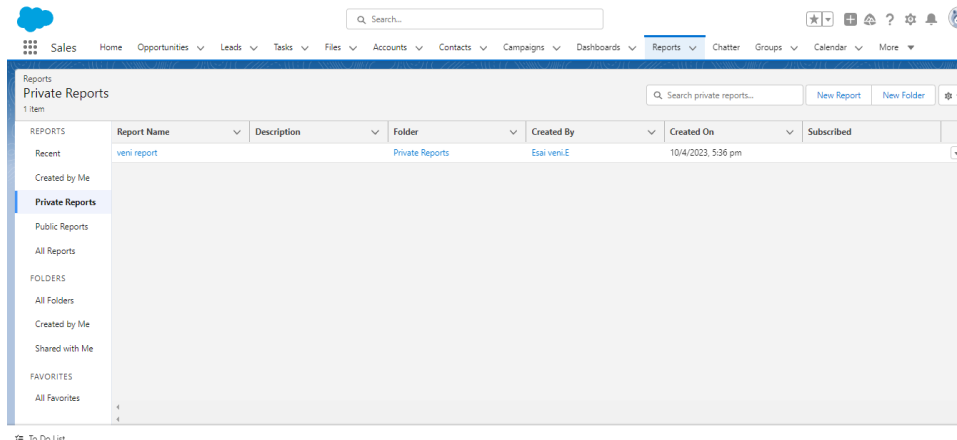 Search...
Sales Home Opportunities Leads Tasks Files Accounts Contacts Campaigns Dashboards Reports Chatter Groups Calendar More
Reports
Private Reports
1 item
Search private reports...
New Report New Folder
REPORTS
Recent
Created by Me
Private Reports
Public Reports
All Reports
FOLDERS
All Folders
Created by Me
Shared with Me
FAVORITES
All Favorites
Report Name Description Folder Created By Created On Subscribed
veni report Private Reports Esai veni.E 10/4/2023, 5:36 pm
To Do List